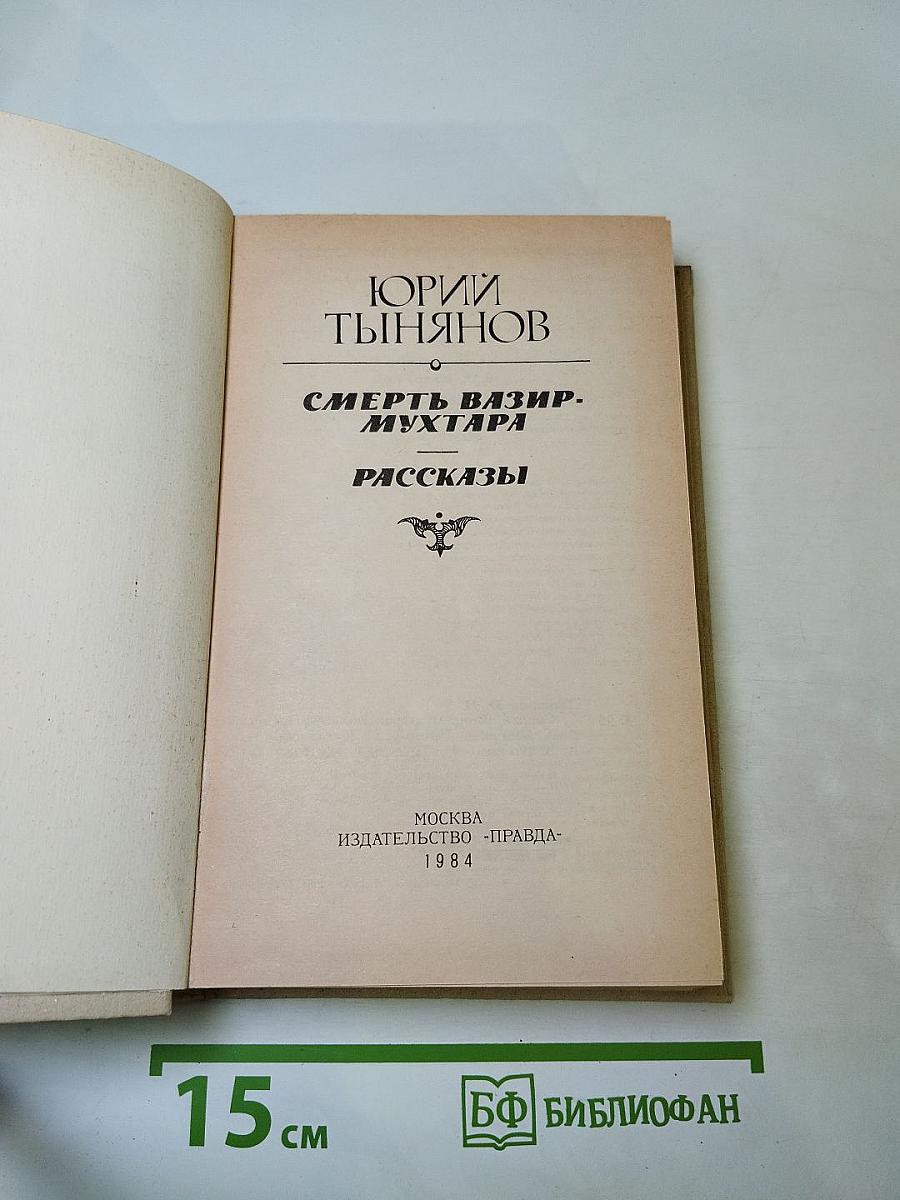 ЮРИЙ
ТЫНЯНОВ
СМЕРТЬ ВАЗИР-
МУХТАРА
РАССКАЗЫ
МОСКВА
ИЗДАТЕЛЬСТВО «ПРАВДА»
1984
15 см
БФ БИБЛИОФАН